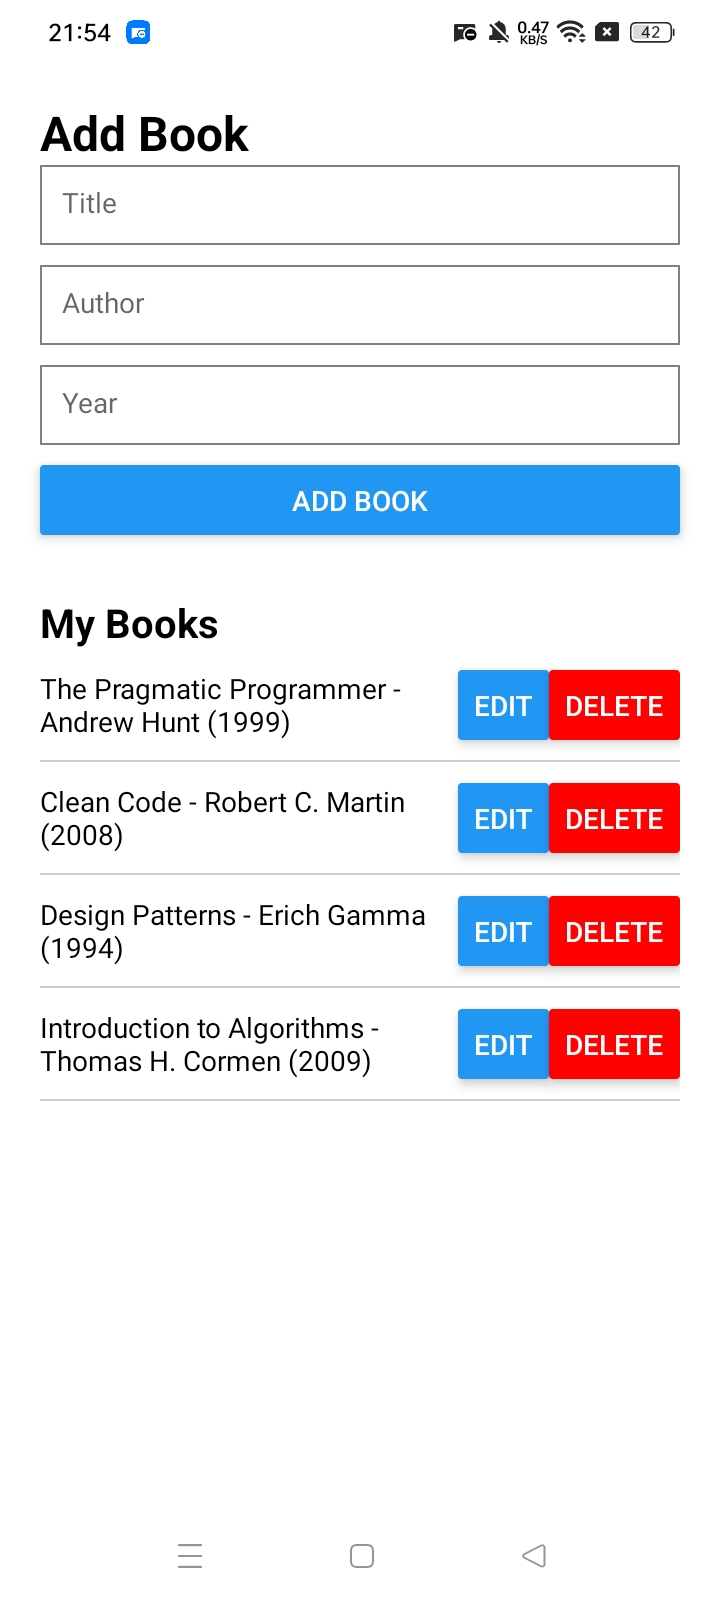 21:54
0.47
KB/S
42
Add Book
Title
Author
Year
ADD BOOK
My Books
The Pragmatic Programmer -
Andrew Hunt (1999)
EDIT
DELETE
Clean Code - Robert C. Martin
(2008)
EDIT
DELETE
Design Patterns - Erich Gamma
(1994)
EDIT
DELETE
Introduction to Algorithms -
Thomas H. Cormen (2009)
EDIT
DELETE